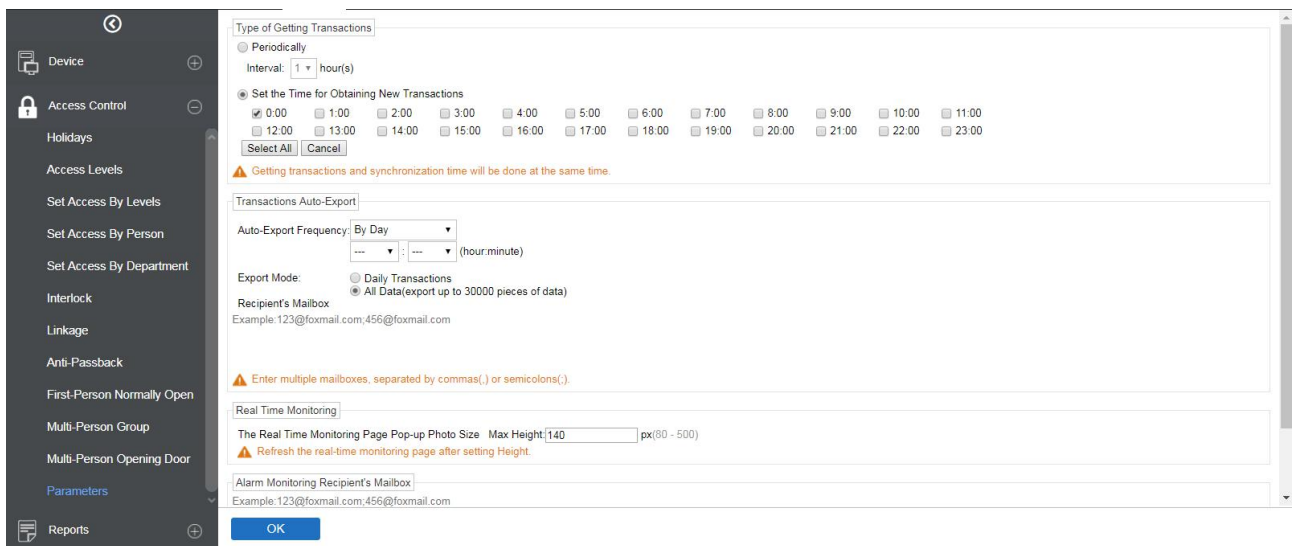 Device
Access Control
Holidays
Access Levels
Set Access By Levels
Set Access By Person
Set Access By Department
Interlock
Linkage
Anti-Passback
First-Person Normally Open
Multi-Person Group
Multi-Person Opening Door
Parameters
Reports
Type of Getting Transactions
Periodically
Interval: 1 hour(s)
Set the Time for Obtaining New Transactions
0:00 1:00 2:00 3:00 4:00 5:00 6:00 7:00 8:00 9:00 10:00 11:00
12:00 13:00 14:00 15:00 16:00 17:00 18:00 19:00 20:00 21:00 22:00 23:00
Select All Cancel
Getting transactions and synchronization time will be done at the same time.
Transactions Auto-Export
Auto-Export Frequency: By Day
--- : --- (hour:minute)
Export Mode: Daily Transactions
All Data(export up to 30000 pieces of data)
Recipient's Mailbox
Example:123@foxmail.com;456@foxmail.com
Enter multiple mailboxes, separated by commas(,) or semicolons(;).
Real Time Monitoring
The Real Time Monitoring Page Pop-up Photo Size Max Height:140 px(80 - 500)
Refresh the real-time monitoring page after setting Height.
Alarm Monitoring Recipient's Mailbox
Example:123@foxmail.com;456@foxmail.com
OK